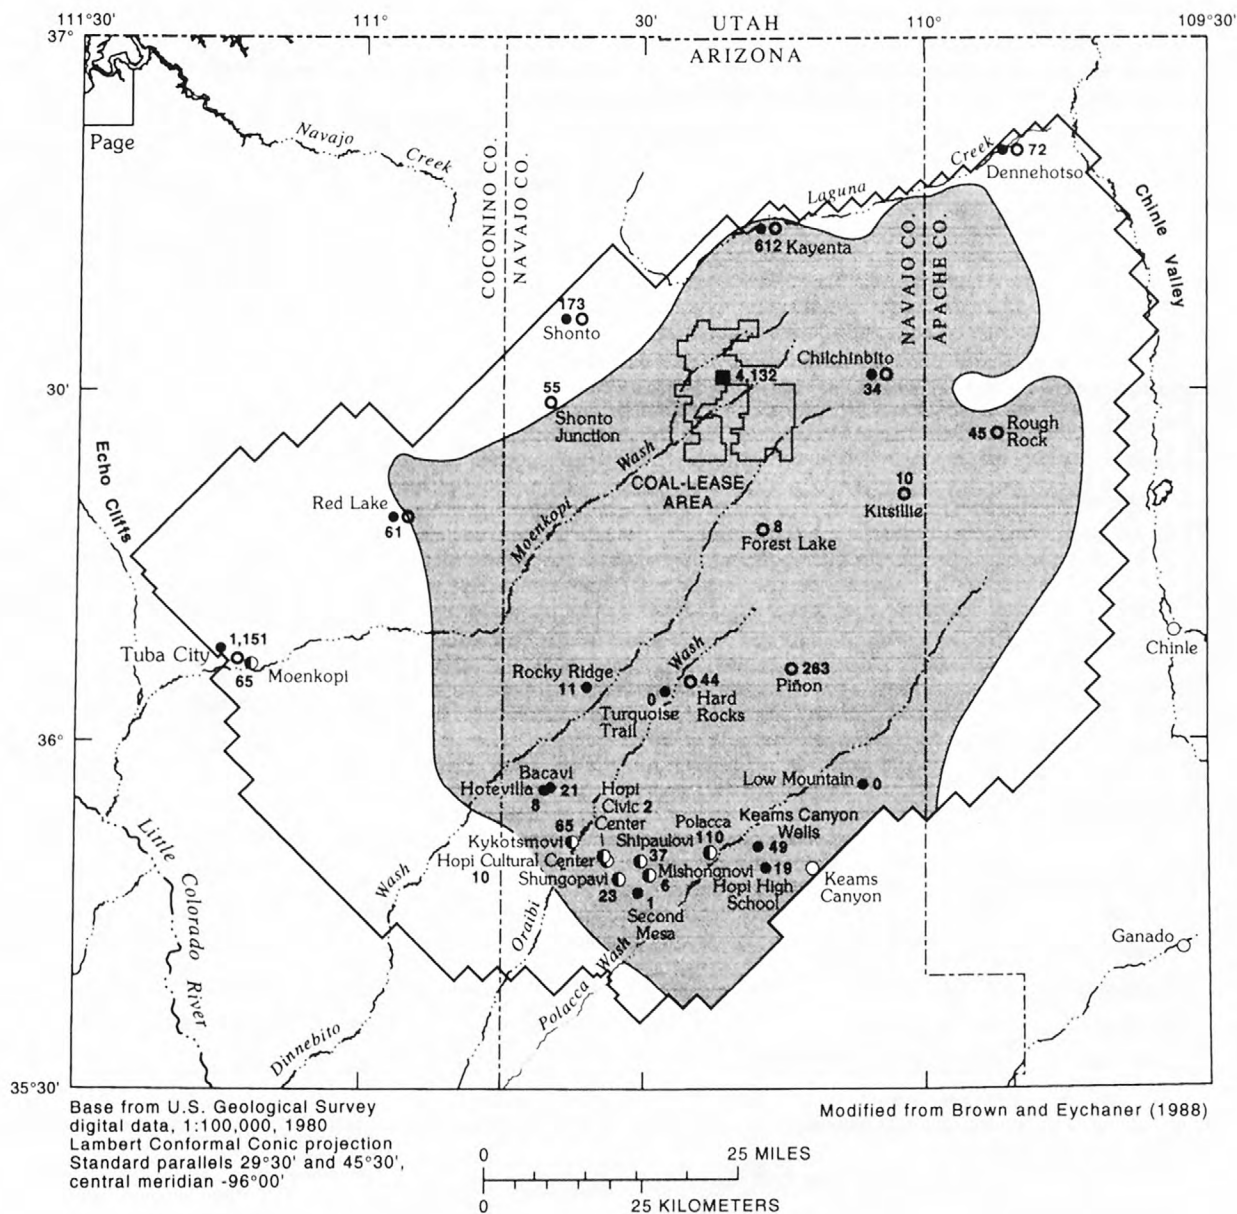 111°30'
111°
30'
UTAH
110°
109°30'
37°
ARIZONA
Page
Navajo
Creek
COCONINO CO.
NAVAJO CO.
Creek
72
Dennehotso
Laguna
Chinle Valley
612
Kayenta
NAVAJO CO.
APACHE CO.
173
Shonto
Chilchinbito
34
4,132
30'
55
Shonto
Junction
45
Rough
Rock
Echo Cliffs
Wash
COAL-LEASE
AREA
10
Kitsillie
Red Lake
61
Moenkopi
8
Forest Lake
1,151
Tuba City
65
Moenkopi
Chinle
Wash
Rocky Ridge
11
0
44
Hard
Rocks
263
Piñon
Turquoise
Trail
36°
Low Mountain
0
Bacavi
Hotevilla
21
8
Hopi
Civic 2
Center
Polacca
110
Keams Canyon
Wells
65
Kykotsmovi
Shipaulovi
49
Hopi Cultural Center
10
37
Mishongnovi
19
Shungopavi
23
6
Hopi High
School
Keams
Canyon
1
Second
Mesa
Little Colorado River
Wash
Oraibi
Wash
Polacca
Dinnebito
Ganado
35°30'
Base from U.S. Geological Survey
digital data, 1:100,000, 1980
Lambert Conformal Conic projection
Standard parallels 29°30' and 45°30',
central meridian -96°00'
Modified from Brown and Eychaner (1988)
0
25 MILES
0
25 KILOMETERS